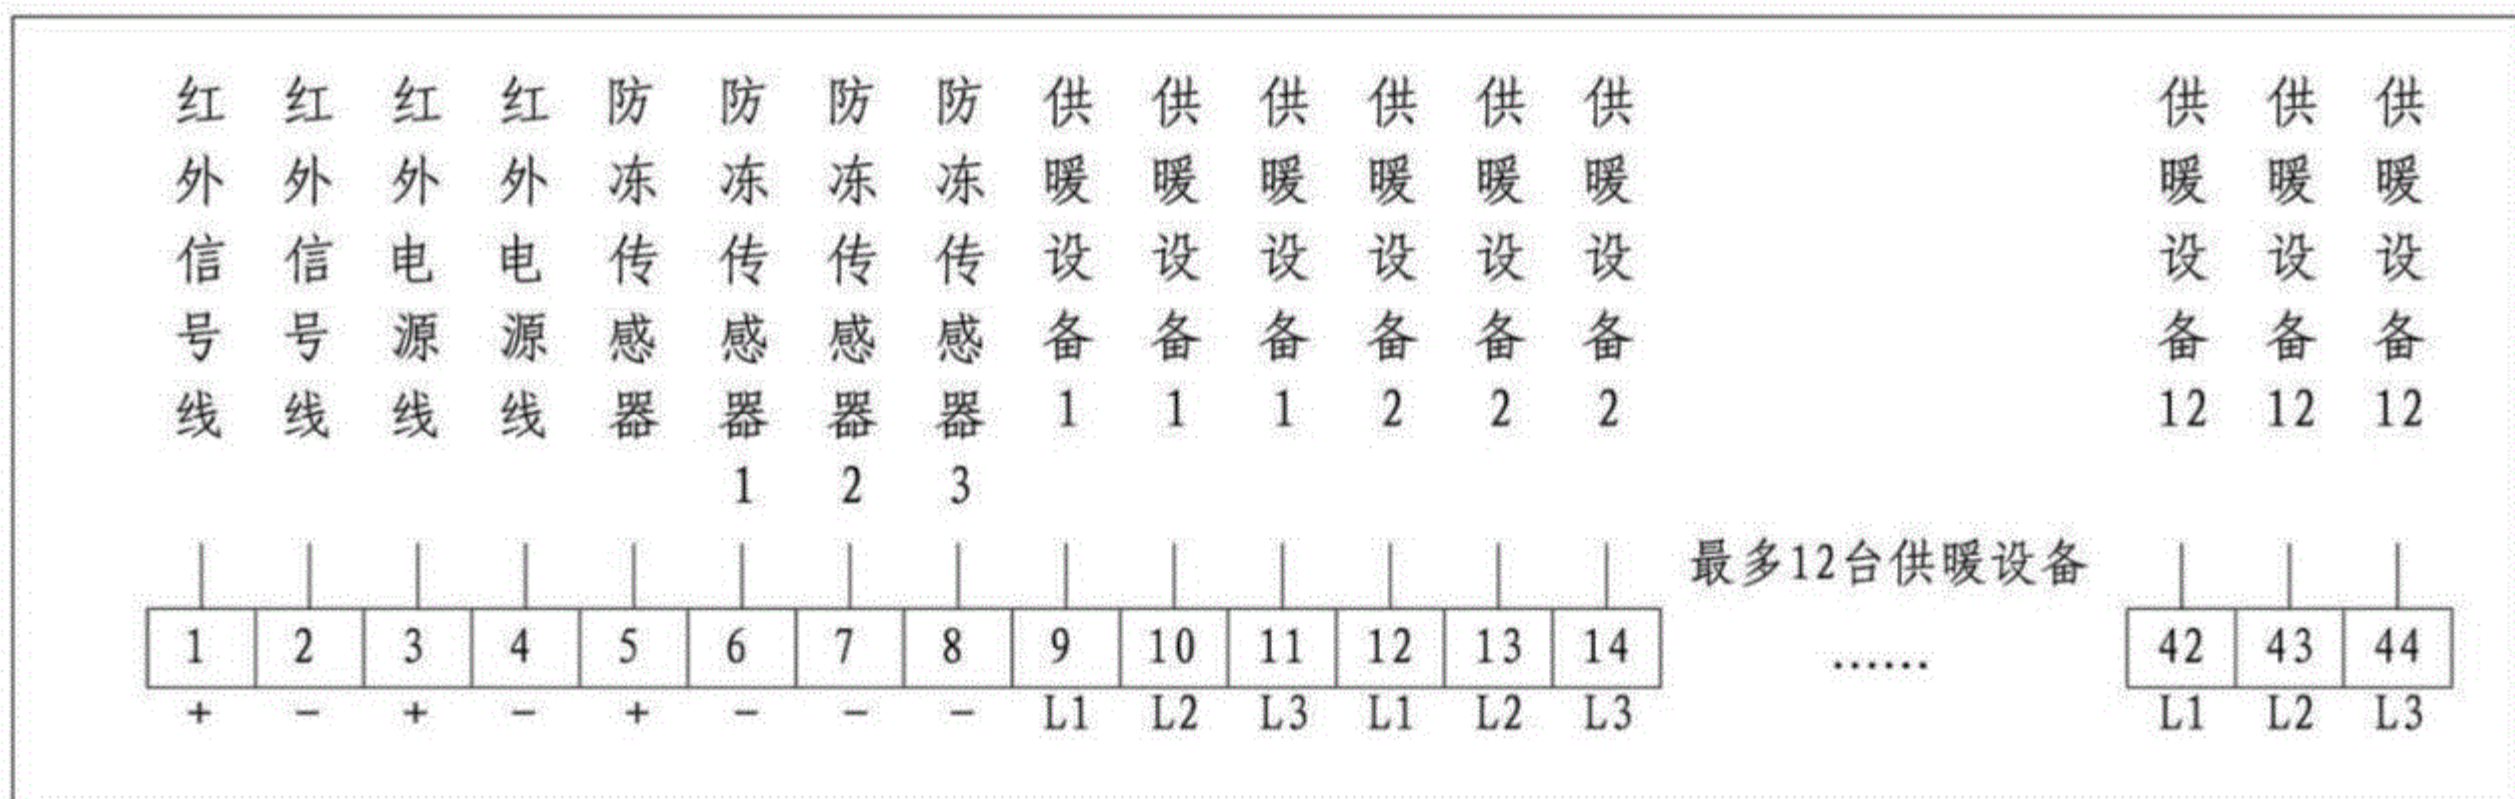 红外信号线
红外信号线
红外电源线
红外电源线
防冻传感器
防冻传感器1
防冻传感器2
防冻传感器3
供暖设备1
供暖设备1
供暖设备1
供暖设备2
供暖设备2
供暖设备2
供暖设备12
供暖设备12
供暖设备12
最多12台供暖设备
1 2 3 4 5 6 7 8 9 10 11 12 13 14 …… 42 43 44
+ − + − + − − − L1 L2 L3 L1 L2 L3 L1 L2 L3